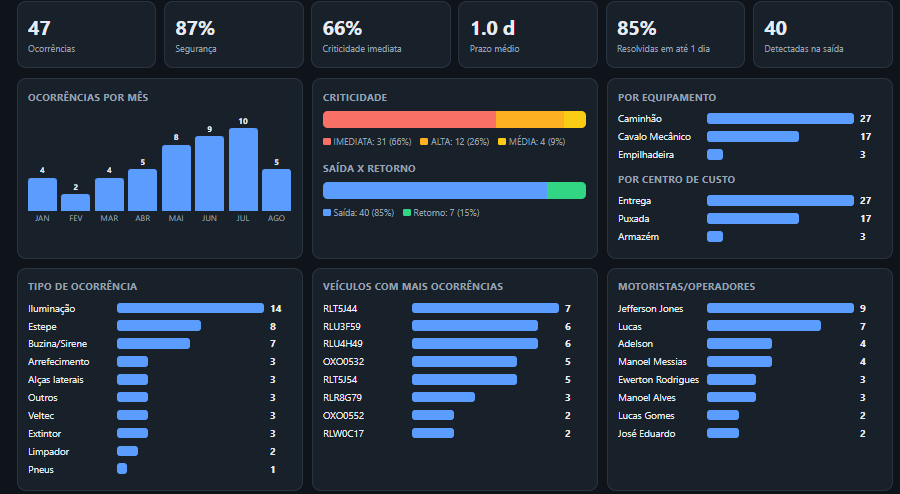 47
Ocorrências
87%
Segurança
66%
Criticidade imediata
1.0 d
Prazo médio
85%
Resolvidas em até 1 dia
40
Detectadas na saída
OCORRÊNCIAS POR MÊS
4 2 4 5 8 9 10 5
JAN FEV MAR ABR MAI JUN JUL AGO
CRITICIDADE
IMEDIATA: 31 (66%) ALTA: 12 (26%) MÉDIA: 4 (9%)
SAÍDA X RETORNO
Saída: 40 (85%) Retorno: 7 (15%)
POR EQUIPAMENTO
Caminhão 27
Cavalo Mecânico 17
Empilhadeira 3
POR CENTRO DE CUSTO
Entrega 27
Puxada 17
Armazém 3
TIPO DE OCORRÊNCIA
Iluminação 14
Estepe 8
Buzina/Sirene 7
Arrefecimento 3
Alças laterais 3
Outros 3
Veltec 3
Extintor 3
Limpador 2
Pneus 1
VEÍCULOS COM MAIS OCORRÊNCIAS
RLT5J44 7
RLU3F59 6
RLU4H49 6
OXO0532 5
RLT5J54 5
RLR8G79 3
OXO0552 2
RLW0C17 2
MOTORISTAS/OPERADORES
Jefferson Jones 9
Lucas 7
Adelson 4
Manoel Messias 4
Ewerton Rodrigues 3
Manoel Alves 3
Lucas Gomes 2
José Eduardo 2